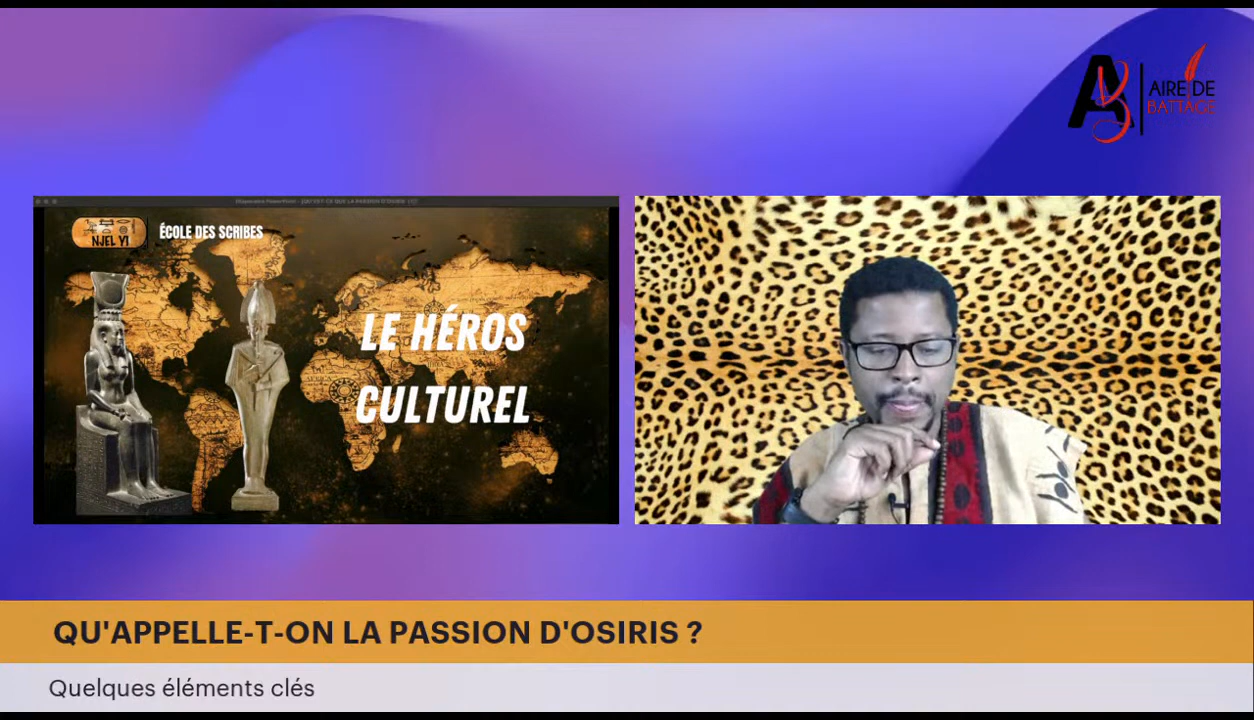 AIRE DE
BATTAGE
NJEL YI
ÉCOLE DES SCRIBES
LE HÉROS
CULTUREL
QU'APPELLE-T-ON LA PASSION D'OSIRIS ?
Quelques éléments clés